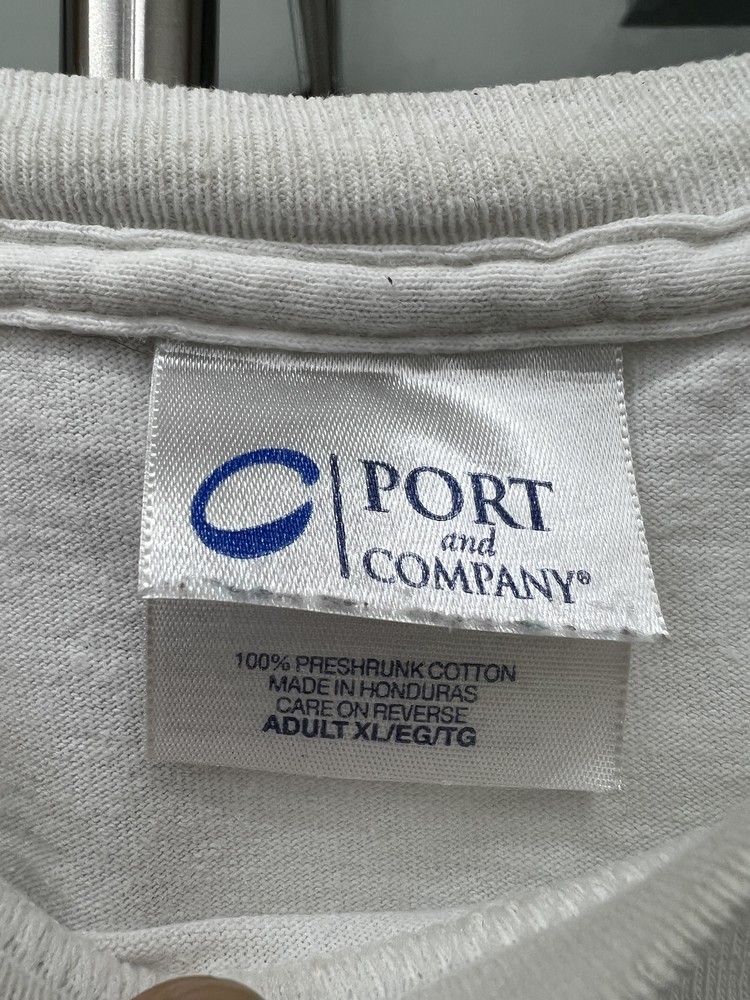 PORT
and
COMPANY®
100% PRESHRUNK COTTON
MADE IN HONDURAS
CARE ON REVERSE
ADULT XL/EG/TG